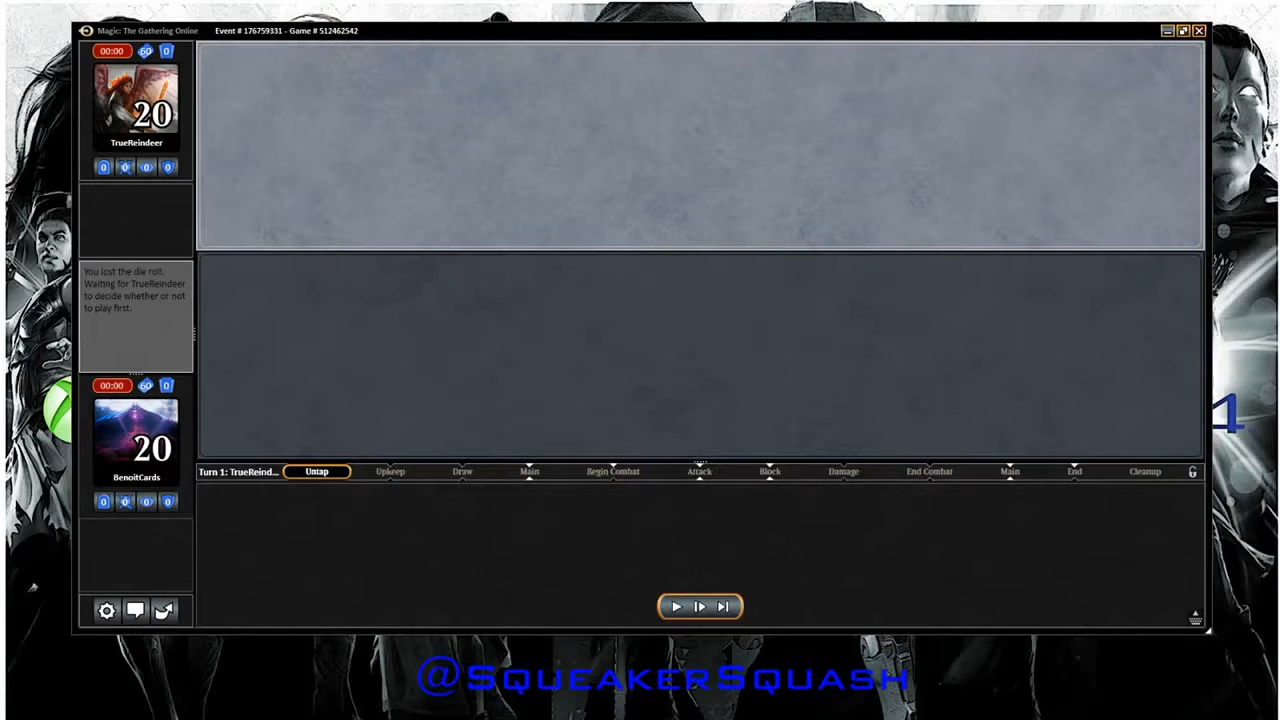 Magic: The Gathering Online Event # 176759331 - Game # 512462542
00:00 60 0
20
TrueReindeer
0 0 0 0
You lost the die roll.
Waiting for TrueReindeer
to decide whether or not
to play first.
00:00 60 0
20
BenoitCards
0 0 0 0
Turn 1: TrueReind... Untap Upkeep Draw Main Begin Combat Attack Block Damage End Combat Main End Cleanup
4
@SqueakerSquash